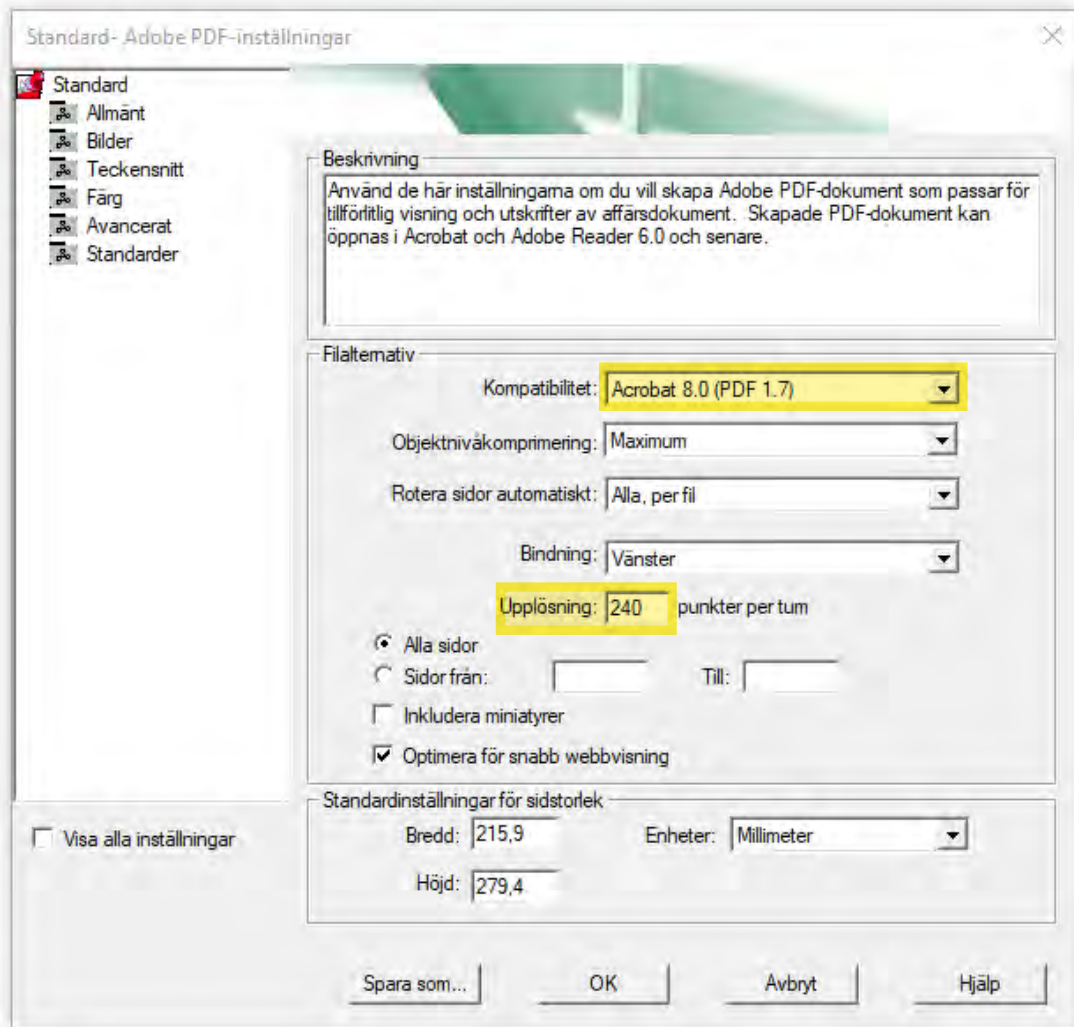 Standard- Adobe PDF-inställningar
Standard
Allmänt
Bilder
Teckensnitt
Färg
Avancerat
Standarder
Visa alla inställningar
Beskrivning
Använd de här inställningarna om du vill skapa Adobe PDF-dokument som passar för
tillförlitlig visning och utskrifter av affärsdokument. Skapade PDF-dokument kan
öppnas i Acrobat och Adobe Reader 6.0 och senare.
Filalternativ
Kompatibilitet: Acrobat 8.0 (PDF 1.7)
Objektnivåkomprimering: Maximum
Rotera sidor automatiskt: Alla, per fil
Bindning: Vänster
Upplösning: 240 punkter per tum
Alla sidor
Sidor från: Till:
Inkludera miniatyrer
Optimera för snabb webbvisning
Standardinställningar för sidstorlek
Bredd: 215,9 Enheter: Millimeter
Höjd: 279,4
Spara som... OK Avbryt Hjälp